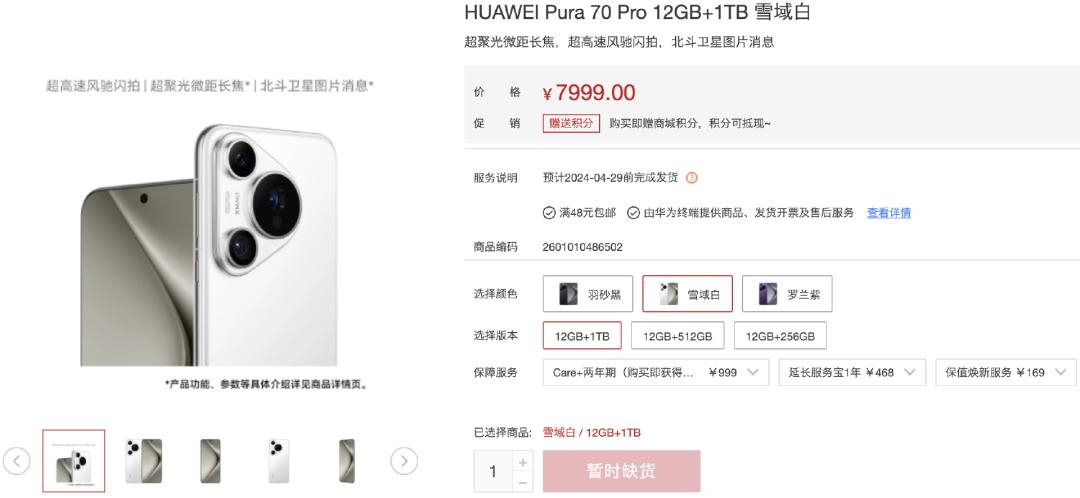 HUAWEI Pura 70 Pro 12GB+1TB 雪域白
超聚光微距长焦，超高速风驰闪拍，北斗卫星图片消息
超高速风驰闪拍 | 超聚光微距长焦* | 北斗卫星图片消息*
价 格 ¥7999.00
促 销 赠送积分 购买即赠商城积分，积分可抵现~
服务说明 预计2024-04-29前完成发货
满48元包邮 由华为终端提供商品、发货开票及售后服务 查看详情
商品编码 2601010486502
选择颜色 羽砂黑 雪域白 罗兰紫
选择版本 12GB+1TB 12GB+512GB 12GB+256GB
保障服务 Care+两年期（购买即获得... ¥999 延长服务宝1年 ¥468 保值焕新服务 ¥169
*产品功能、参数等具体介绍详见商品详情页。
已选择商品: 雪域白 / 12GB+1TB
1 + − 暂时缺货